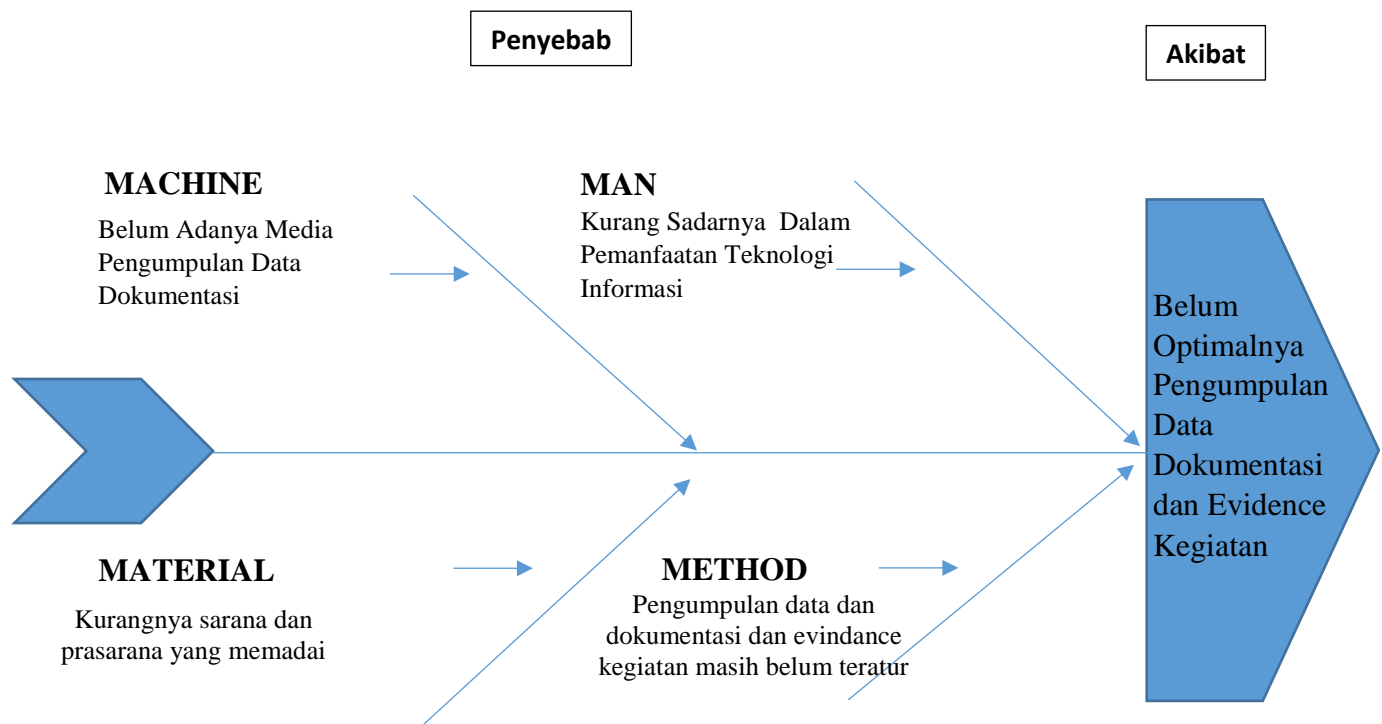 Penyebab
Akibat
MACHINE
Belum Adanya Media
Pengumpulan Data
Dokumentasi
MAN
Kurang Sadarnya Dalam
Pemanfaatan Teknologi
Informasi
Belum
Optimalnya
Pengumpulan
Data
Dokumentasi
dan Evidence
Kegiatan
MATERIAL
Kurangnya sarana dan
prasarana yang memadai
METHOD
Pengumpulan data dan
dokumentasi dan evindance
kegiatan masih belum teratur